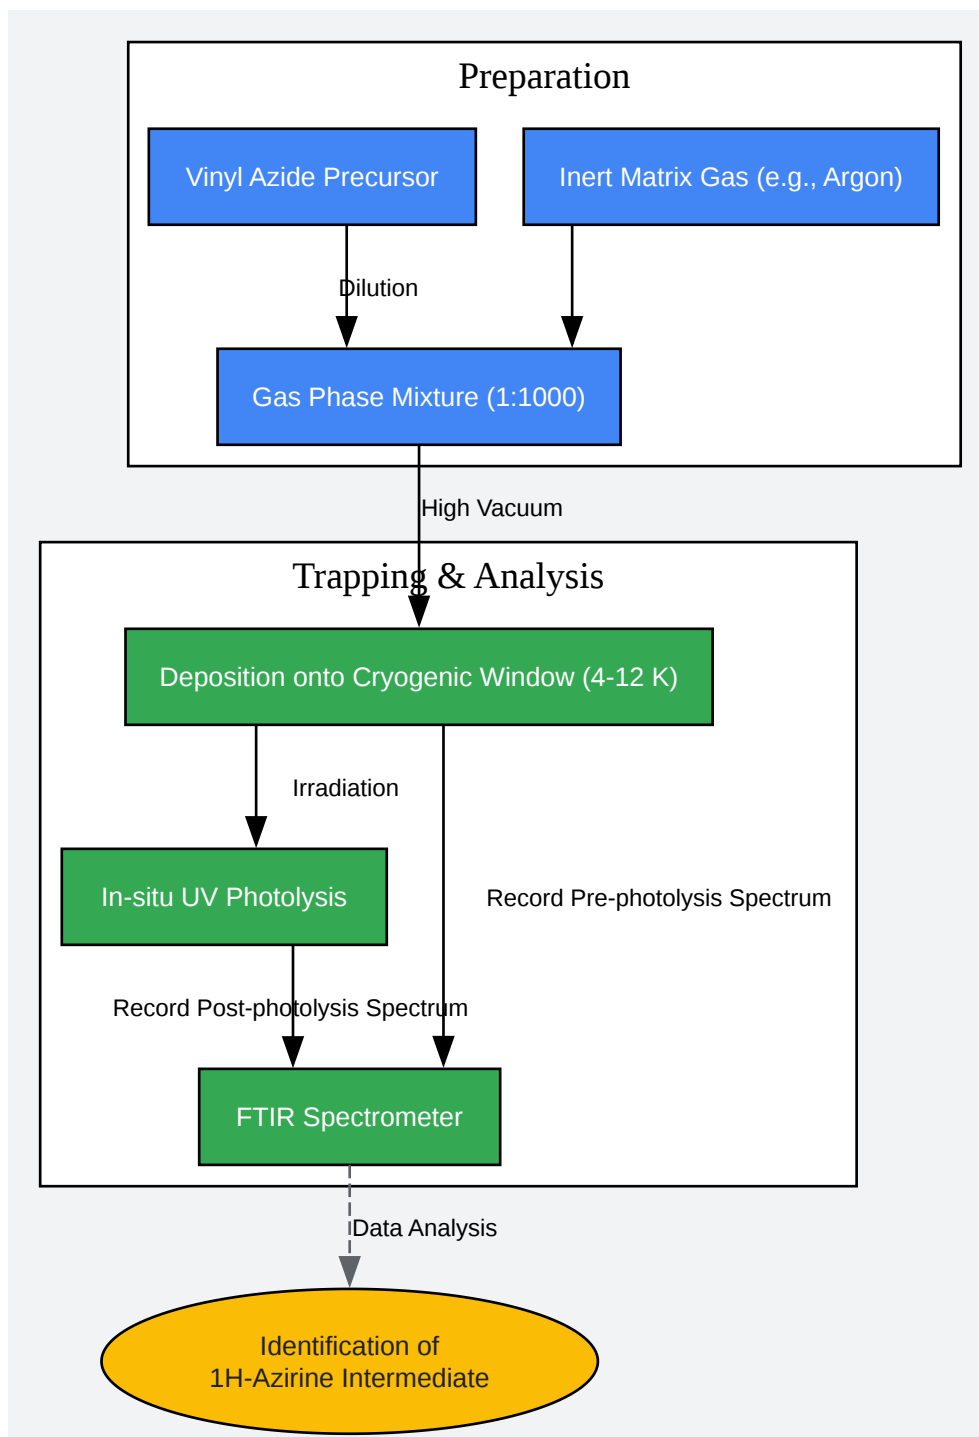 Preparation
Vinyl Azide Precursor
Inert Matrix Gas (e.g., Argon)
Dilution
Gas Phase Mixture (1:1000)
High Vacuum
Trapping & Analysis
Deposition onto Cryogenic Window (4-12 K)
Irradiation
In-situ UV Photolysis
Record Pre-photolysis Spectrum
Record Post-photolysis Spectrum
FTIR Spectrometer
Data Analysis
Identification of
1H-Azirine Intermediate